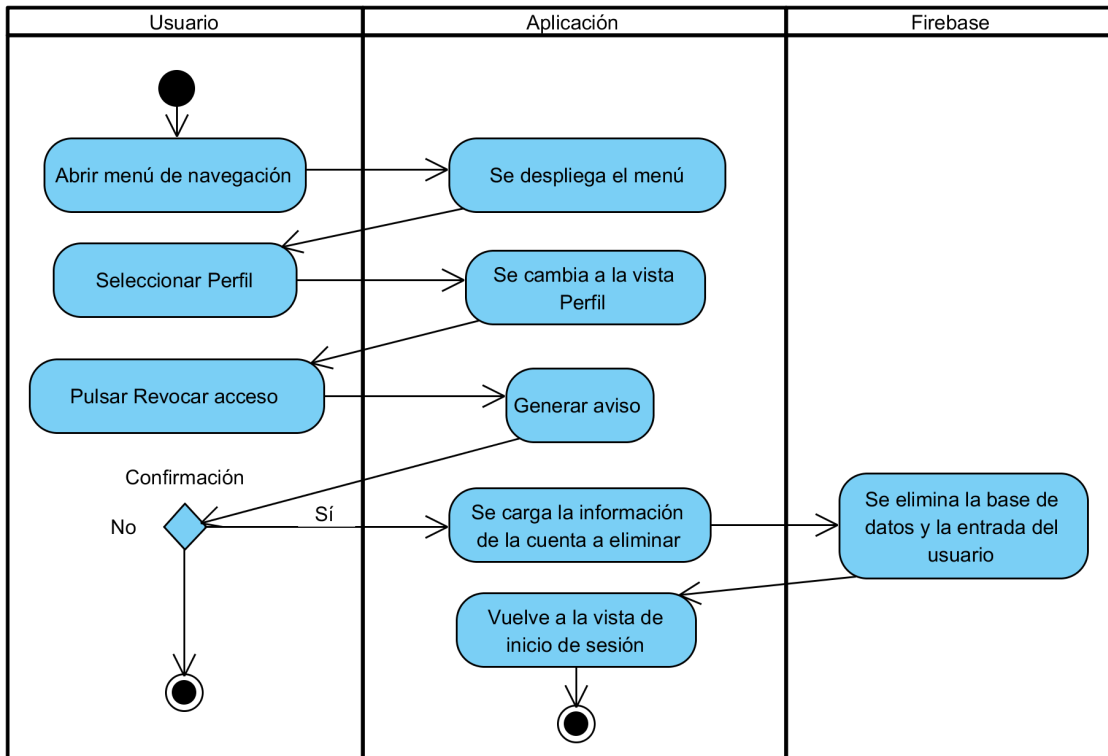 Usuario
Aplicación
Firebase
Abrir menú de navegación
Se despliega el menú
Seleccionar Perfil
Se cambia a la vista
Perfil
Pulsar Revocar acceso
Generar aviso
Confirmación
No
Sí
Se carga la información
de la cuenta a eliminar
Se elimina la base de
datos y la entrada del
usuario
Vuelve a la vista de
inicio de sesión